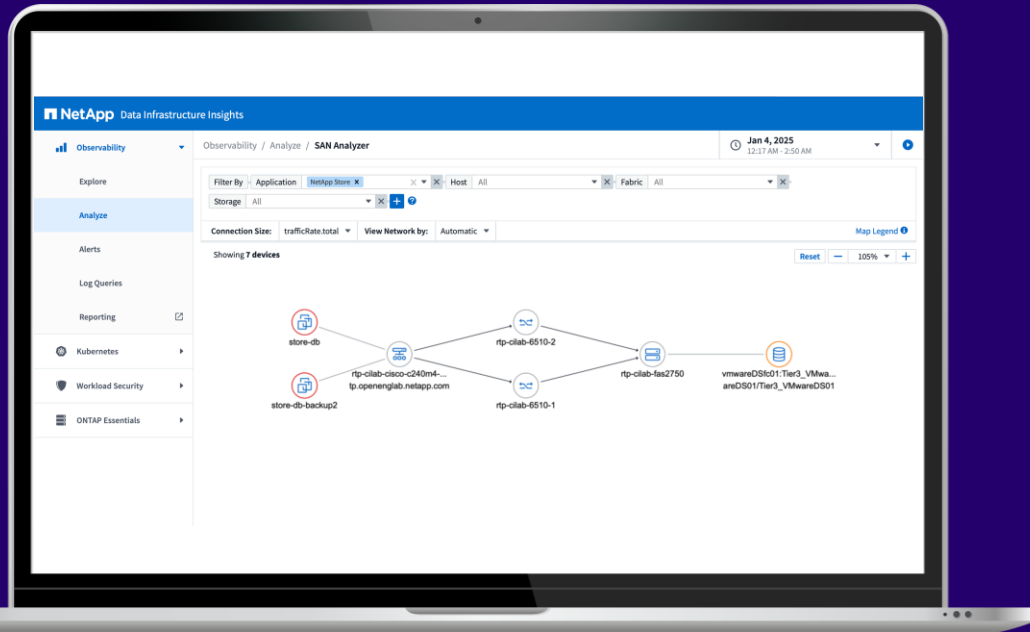 NetApp Data Infrastructure Insights
Observability
Observability / Analyze / SAN Analyzer
Jan 4, 2025
12:17 AM - 2:50 AM
Explore
Analyze
Alerts
Log Queries
Reporting
Kubernetes
Workload Security
ONTAP Essentials
Filter By Application NetApp Store x Host All Fabric All
Storage All
Connection Size: trafficRate.total View Network by: Automatic Map Legend
Showing 7 devices
Reset 105%
store-db
rtp-cilab-6510-2
rtp-cilab-cisco-c240m4-...
tp.openenglab.netapp.com
rtp-cilab-fas2750
vmwareDSfc01:Tier3_VMwa...
areDS01/Tier3_VMwareDS01
store-db-backup2
rtp-cilab-6510-1